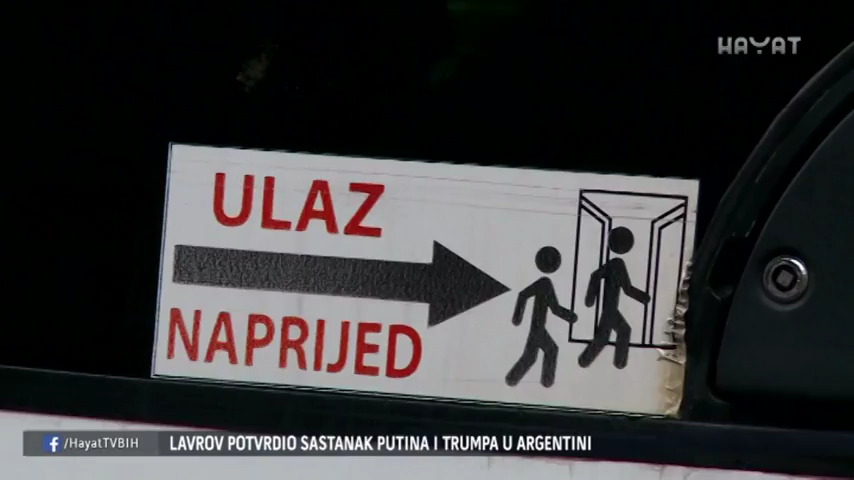 HAYAT
ULAZ
NAPRIJED
/HayatTVBIH
LAVROV POTVRDIO SASTANAK PUTINA I TRUMPA U ARGENTINI